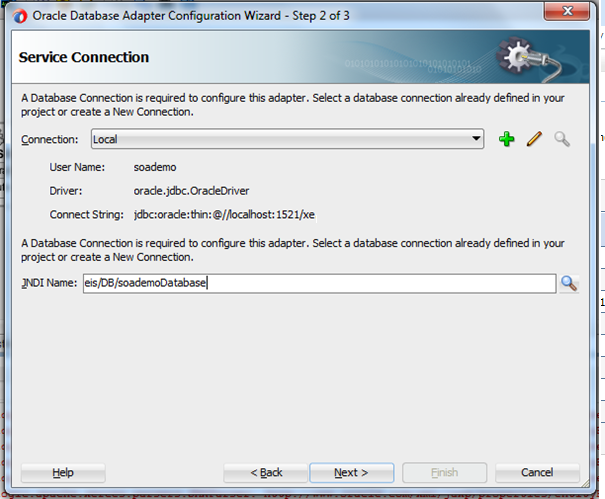 Oracle Database Adapter Configuration Wizard - Step 2 of 3
Service Connection
A Database Connection is required to configure this adapter. Select a database connection already defined in your
project or create a New Connection.
Connection: Local
User Name: soademo
Driver: oracle.jdbc.OracleDriver
Connect String: jdbc:oracle:thin:@//localhost:1521/xe
A Database Connection is required to configure this adapter. Select a database connection already defined in your
project or create a New Connection.
JNDI Name: eis/DB/soademoDatabase
Help < Back Next > Finish Cancel